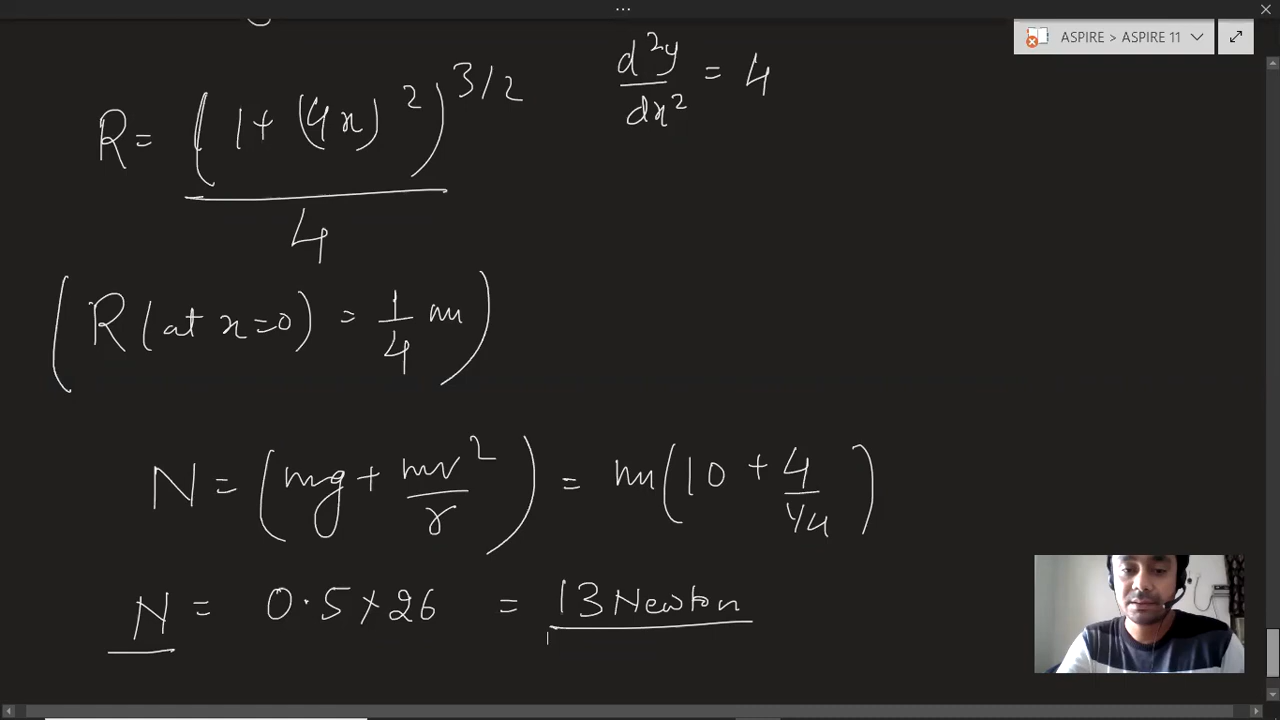 ASPIRE > ASPIRE 11
d²y/dx² = 4
R = (1 + (4x)²)^3/2 / 4
(R (at x=0) = 1/4 m)
N = (mg + mv²/r) = m(10 + 4/¼)
N = 0.5 × 26 = 13 Newton